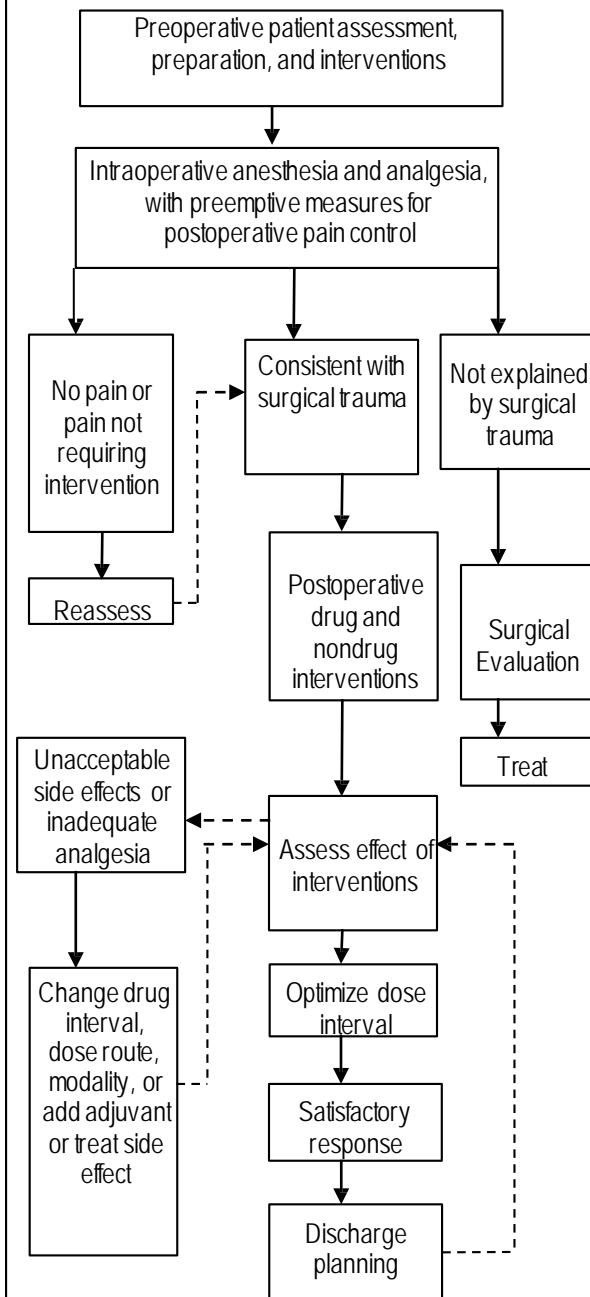 Preoperative patient assessment,
preparation, and interventions
Intraoperative anesthesia and analgesia,
with preemptive measures for
postoperative pain control
No pain or
pain not
requiring
intervention
Consistent with
surgical trauma
Not explained
by surgical
trauma
Reassess
Postoperative
drug and
nondrug
interventions
Surgical
Evaluation
Treat
Unacceptable
side effects or
inadequate
analgesia
Assess effect of
interventions
Change drug
interval,
dose route,
modality, or
add adjuvant
or treat side
effect
Optimize dose
interval
Satisfactory
response
Discharge
planning